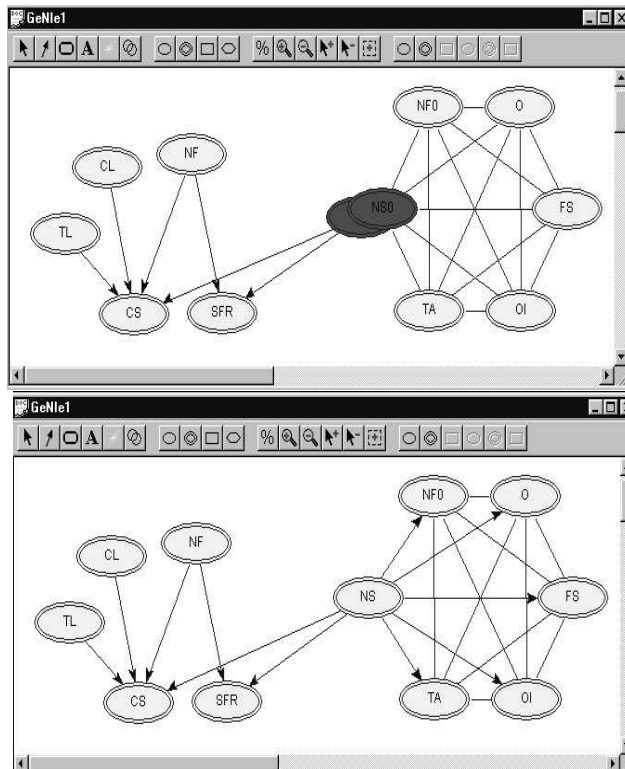 GeNIe1
A
%
NF0 O
CL NF
NS0 FS
TL
CS SFR TA OI
GeNIe1
A
%
NF0 O
CL NF
NS FS
TL
CS SFR TA OI